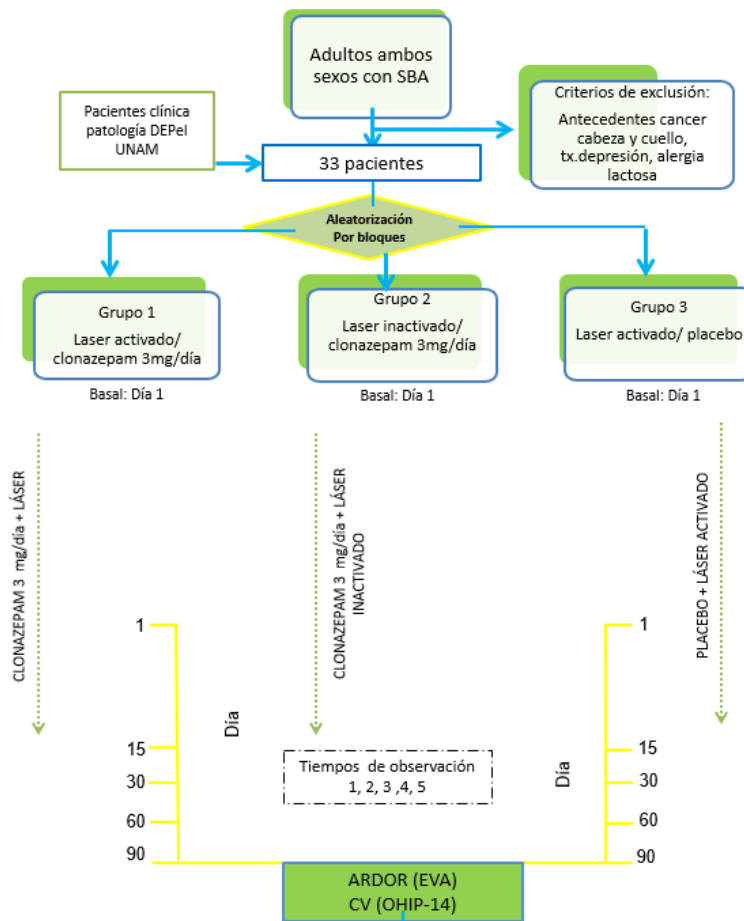 Adultos ambos
sexos con SBA
Criterios de exclusión:
Antecedentes cancer
cabeza y cuello,
tx.depresión, alergia
lactosa
Pacientes clínica
patología DEPeI
UNAM
33 pacientes
Aleatorización
Por bloques
Grupo 1
Laser activado/
clonazepam 3mg/día
Grupo 2
Laser inactivado/
clonazepam 3mg/día
Grupo 3
Laser activado/ placebo
Basal: Día 1
Basal: Día 1
Basal: Día 1
CLONAZEPAM 3 mg/día + LÁSER
CLONAZEPAM 3 mg/día + LÁSER
INACTIVADO
PLACEBO + LÁSER ACTIVADO
1
15
30
60
90
Día
Tiempos de observación
1, 2, 3 ,4, 5
Día
1
15
30
60
90
ARDOR (EVA)
CV (OHIP-14)